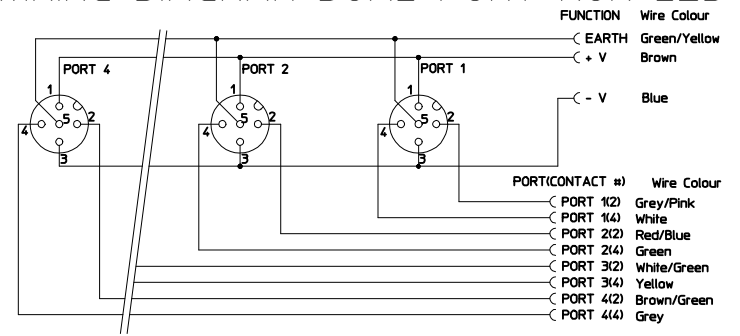 FUNCTION Wire Colour
EARTH Green/Yellow
+ V Brown
- V Blue
PORT 4 PORT 2 PORT 1
1 1 1
4 5 2 4 5 2 4 5 2
3 3 3
PORT(CONTACT #) Wire Colour
PORT 1(2) Grey/Pink
PORT 1(4) White
PORT 2(2) Red/Blue
PORT 2(4) Green
PORT 3(2) White/Green
PORT 3(4) Yellow
PORT 4(2) Brown/Green
PORT 4(4) Grey